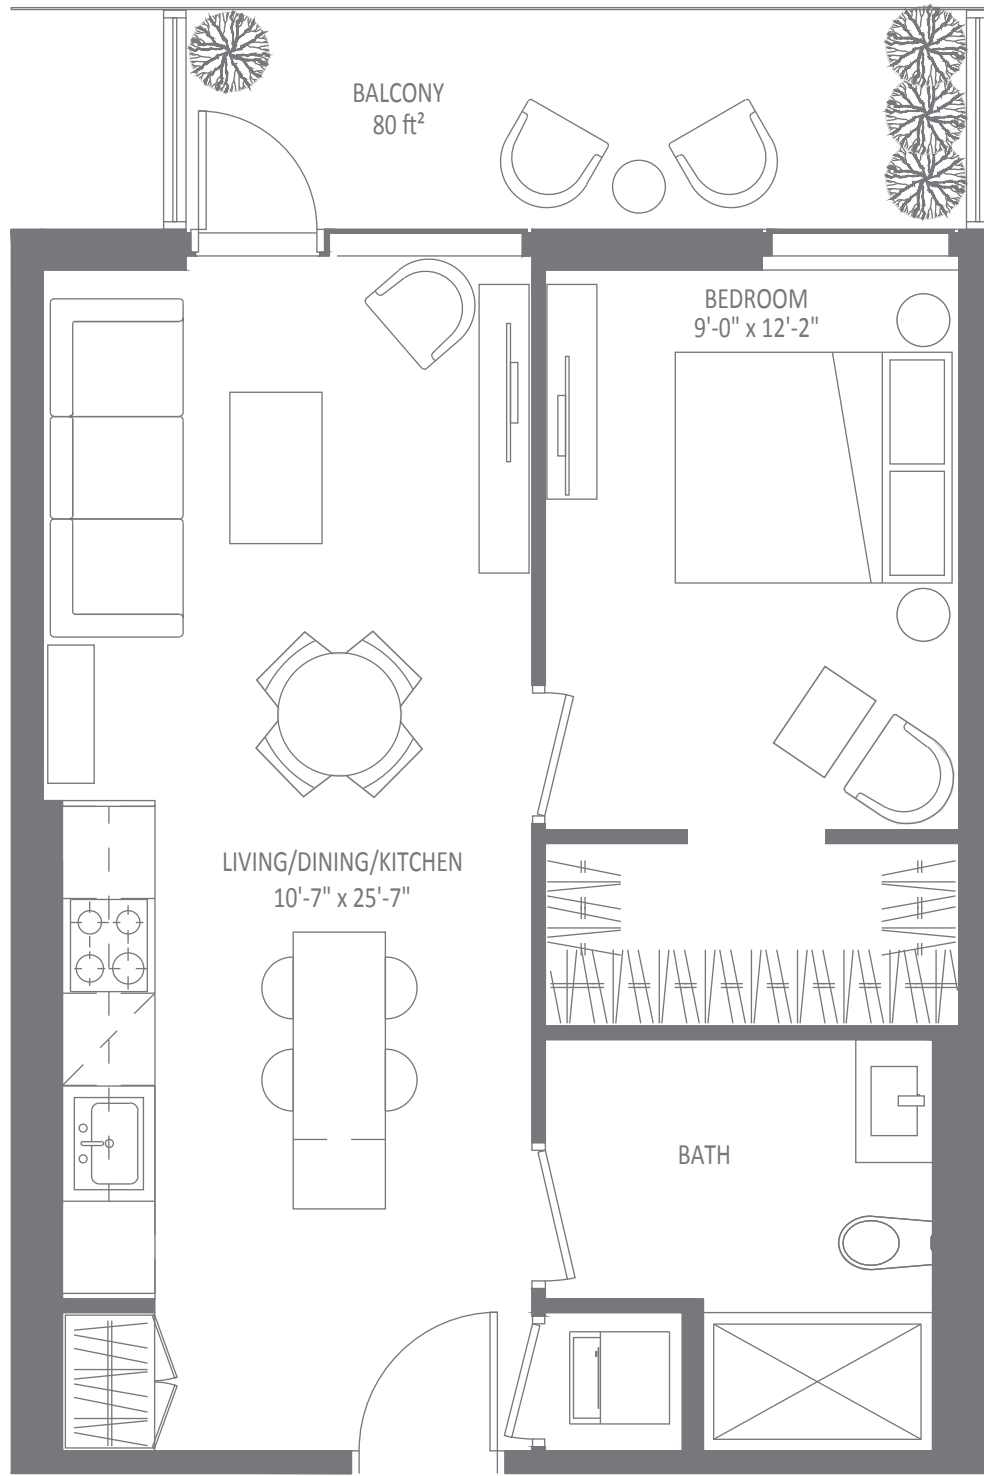 BALCONY
80 ft²
BEDROOM
9'-0" x 12'-2"
LIVING/DINING/KITCHEN
10'-7" x 25'-7"
BATH